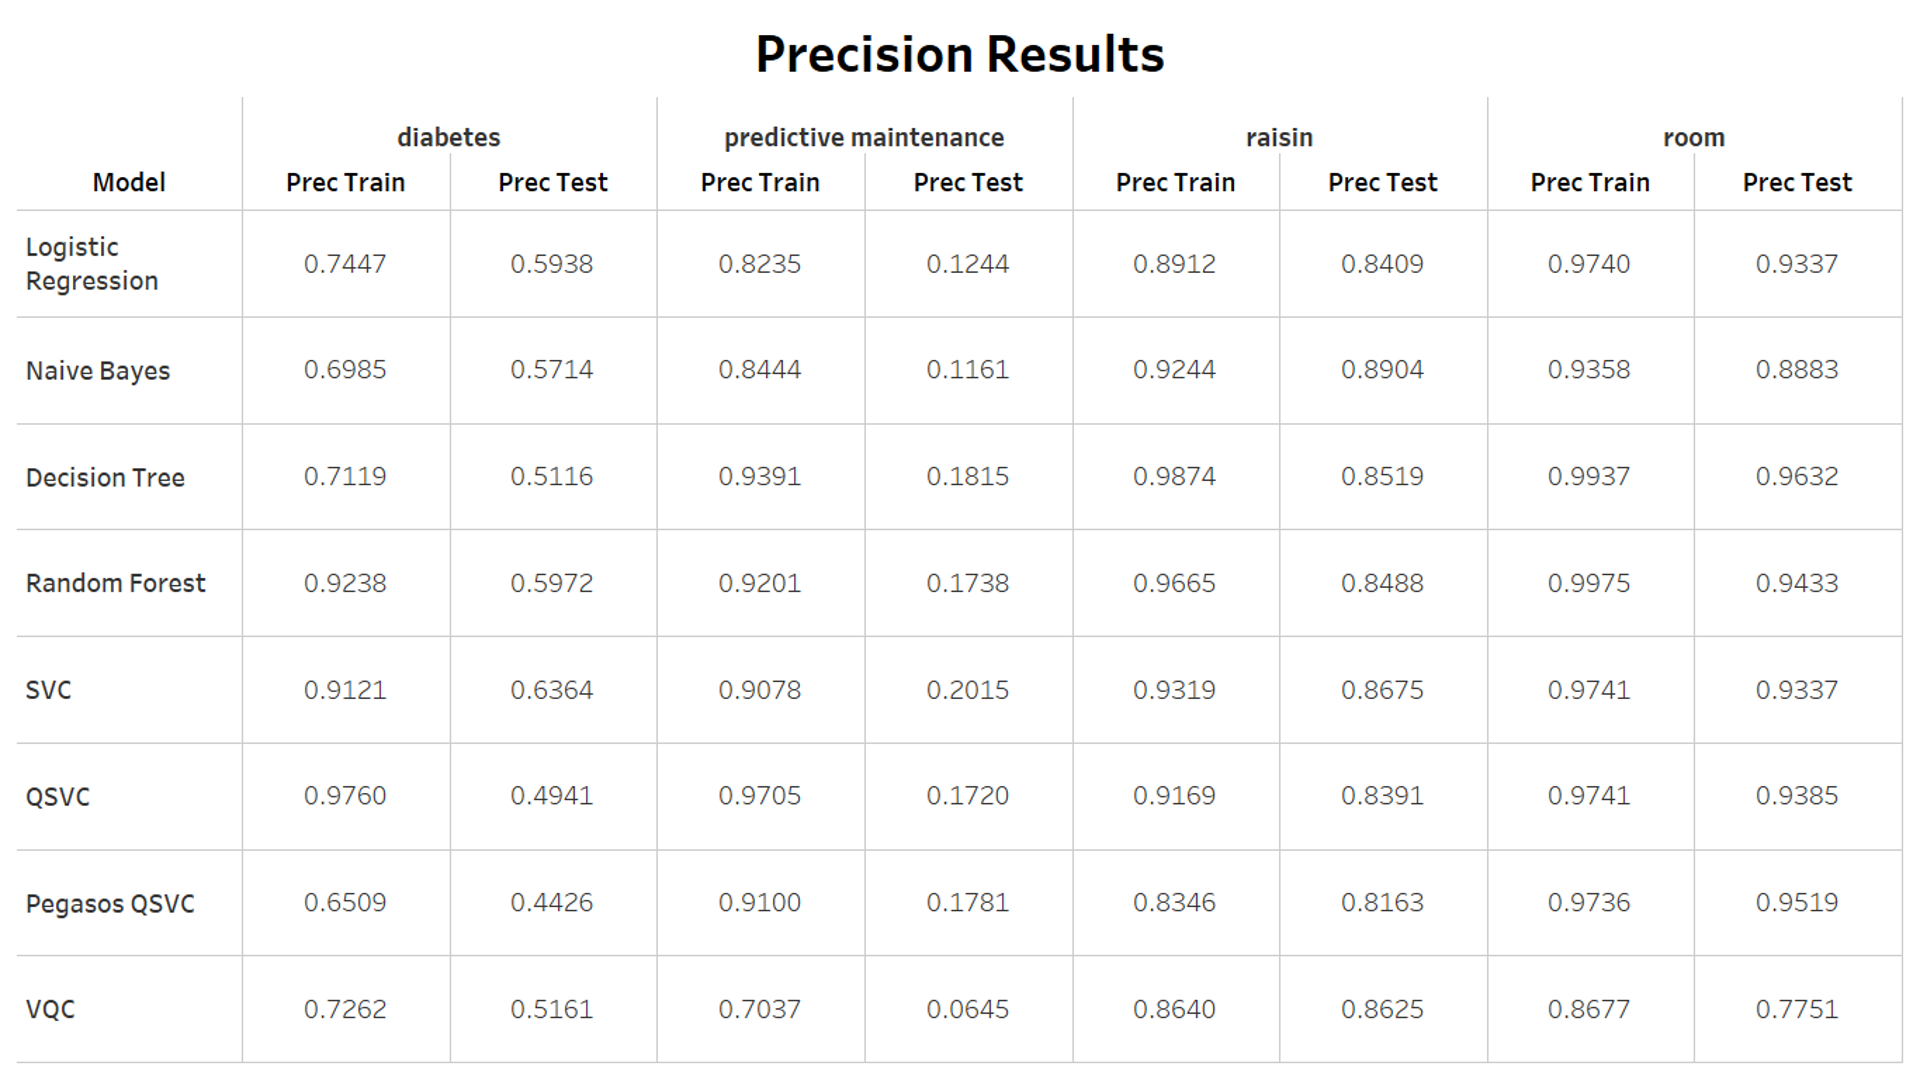 Precision Results
diabetes predictive maintenance raisin room
Model Prec Train Prec Test Prec Train Prec Test Prec Train Prec Test Prec Train Prec Test
Logistic
Regression 0.7447 0.5938 0.8235 0.1244 0.8912 0.8409 0.9740 0.9337
Naive Bayes 0.6985 0.5714 0.8444 0.1161 0.9244 0.8904 0.9358 0.8883
Decision Tree 0.7119 0.5116 0.9391 0.1815 0.9874 0.8519 0.9937 0.9632
Random Forest 0.9238 0.5972 0.9201 0.1738 0.9665 0.8488 0.9975 0.9433
SVC 0.9121 0.6364 0.9078 0.2015 0.9319 0.8675 0.9741 0.9337
QSVC 0.9760 0.4941 0.9705 0.1720 0.9169 0.8391 0.9741 0.9385
Pegasos QSVC 0.6509 0.4426 0.9100 0.1781 0.8346 0.8163 0.9736 0.9519
VQC 0.7262 0.5161 0.7037 0.0645 0.8640 0.8625 0.8677 0.7751